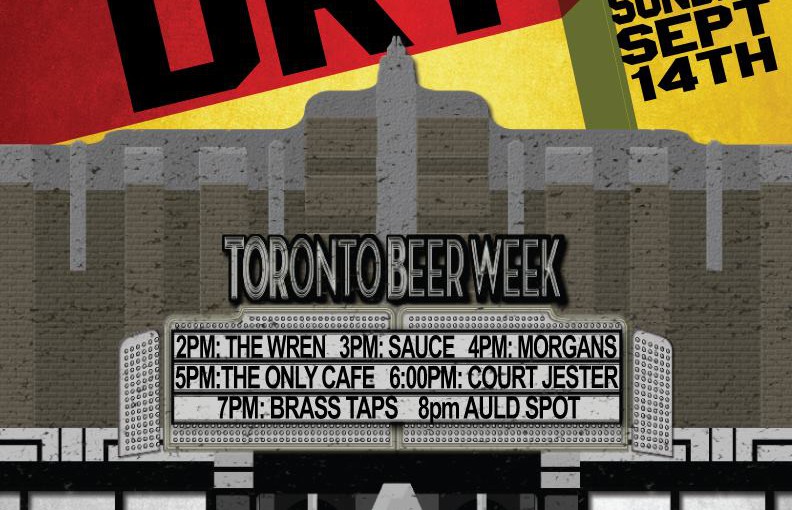 SEPT
14TH
TORONTO BEER WEEK
2PM: THE WREN 3PM: SAUCE 4PM: MORGANS
5PM:THE ONLY CAFE 6:00PM: COURT JESTER
7PM: BRASS TAPS 8pm AULD SPOT